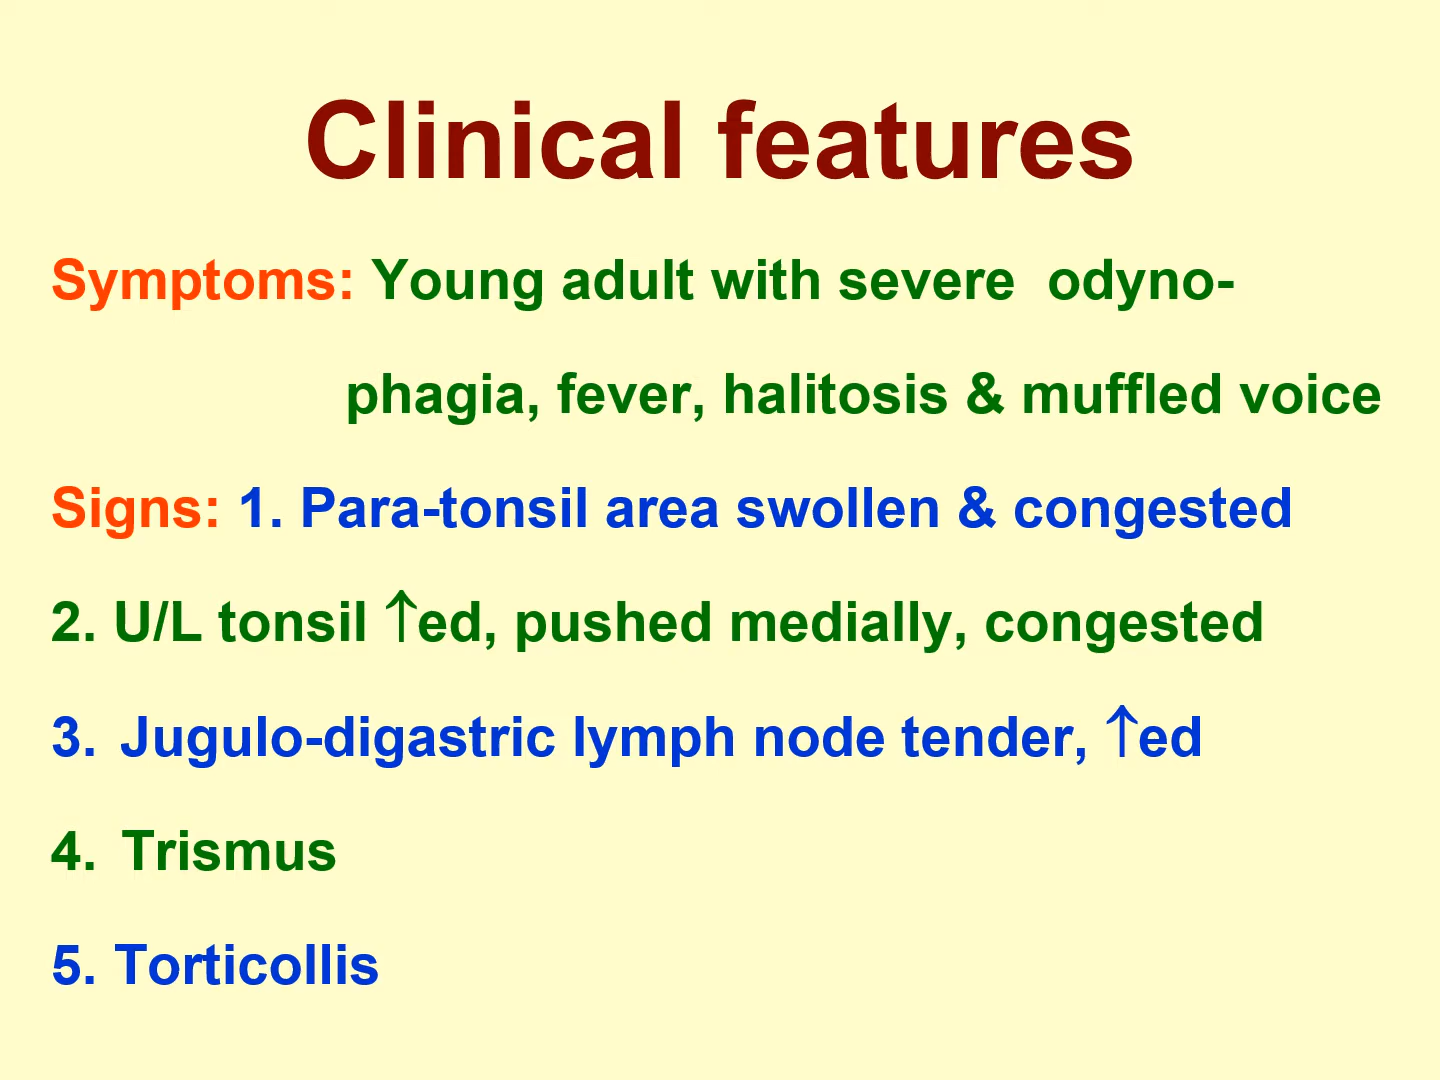 Clinical features
Symptoms: Young adult with severe odyno-
phagia, fever, halitosis & muffled voice
Signs: 1. Para-tonsil area swollen & congested
2. U/L tonsil ↑ed, pushed medially, congested
3. Jugulo-digastric lymph node tender, ↑ed
4. Trismus
5. Torticollis